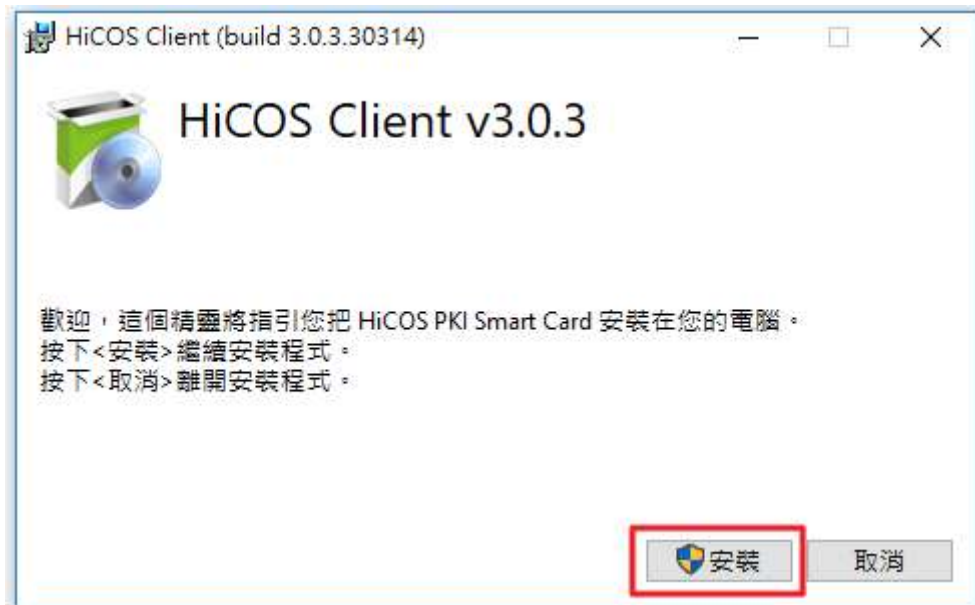 HiCOS Client (build 3.0.3.30314)
HiCOS Client v3.0.3
歡迎，這個精靈將指引您把 HiCOS PKI Smart Card 安裝在您的電腦。
按下<安裝>繼續安裝程式。
按下<取消>離開安裝程式。
安裝 取消